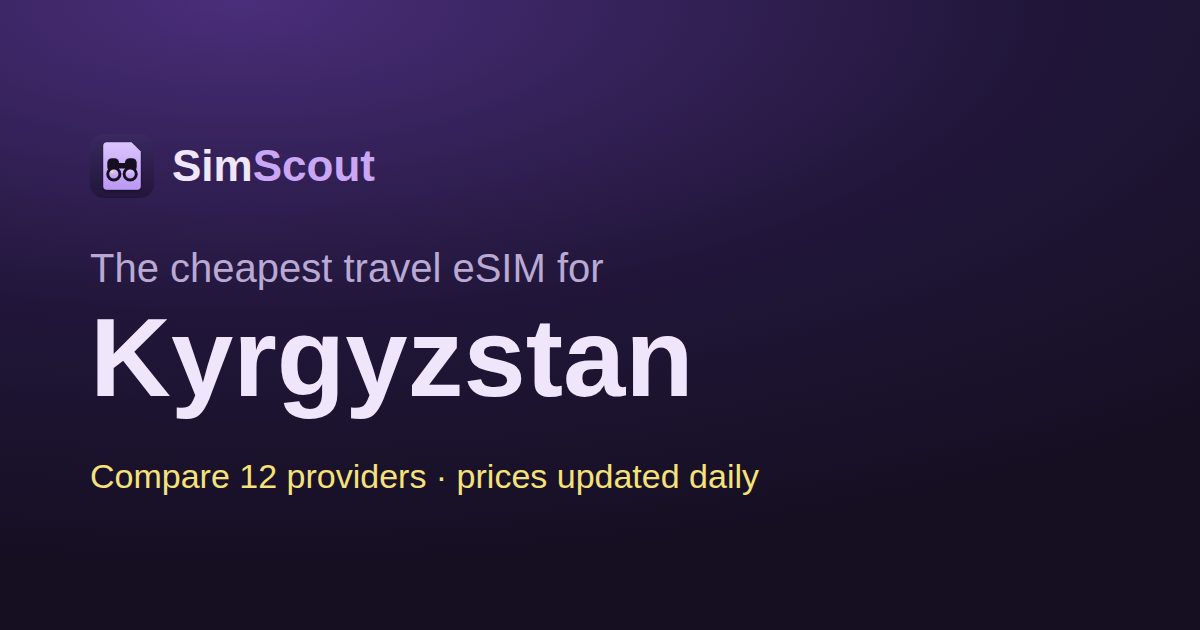 SimScout
The cheapest travel eSIM for
Kyrgyzstan
Compare 12 providers · prices updated daily